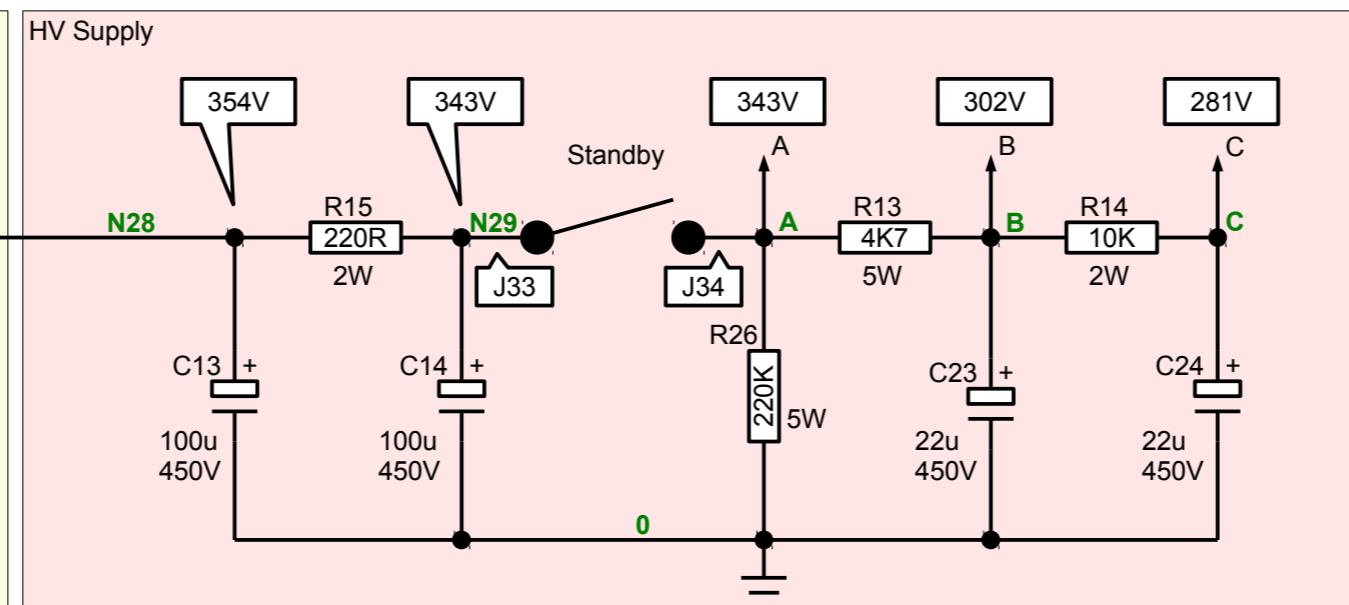 HV Supply
354V
343V
343V
302V
281V
Standby
A
B
C
N28
R15
220R
2W
N29
J33
J34
A
R13
4K7
5W
B
R14
10K
2W
C
R26
220K
5W
C13
+
100u
450V
C14
+
100u
450V
C23
+
22u
450V
C24
+
22u
450V
0